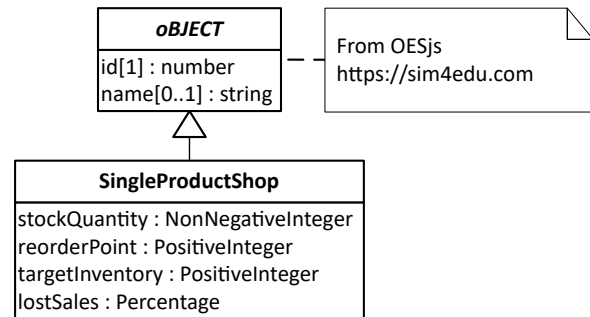 oBJECT
id[1] : number
name[0..1] : string
From OESjs
https://sim4edu.com
SingleProductShop
stockQuantity : NonNegativeInteger
reorderPoint : PositiveInteger
targetInventory : PositiveInteger
lostSales : Percentage